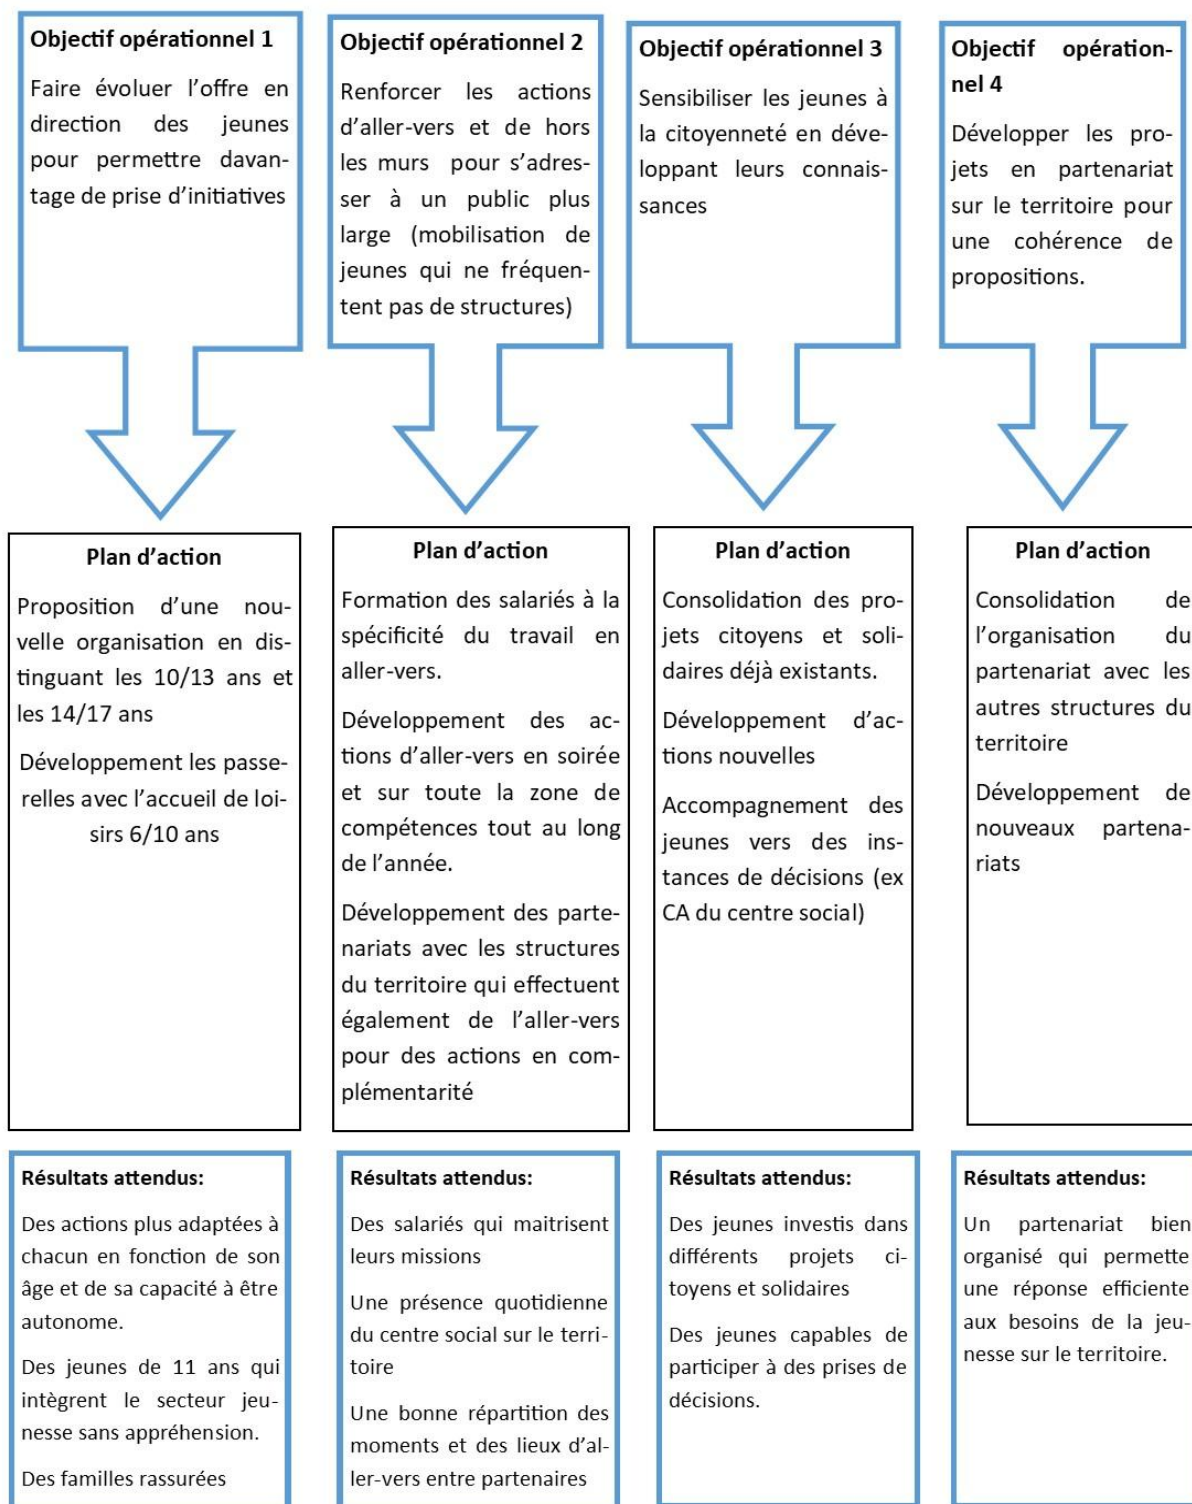 Objectif opérationnel 1
Faire évoluer l’offre en
direction des jeunes
pour permettre davan-
tage de prise d’initiatives
Objectif opérationnel 2
Renforcer les actions
d’aller-vers et de hors
les murs pour s’adres-
ser à un public plus
large (mobilisation de
jeunes qui ne fréquen-
tent pas de structures)
Objectif opérationnel 3
Sensibiliser les jeunes à
la citoyenneté en déve-
loppant leurs connais-
sances
Objectif opération-
nel 4
Développer les pro-
jets en partenariat
sur le territoire pour
une cohérence de
propositions.
Plan d’action
Proposition d’une nou-
velle organisation en dis-
tinguant les 10/13 ans et
les 14/17 ans
Développement les passe-
relles avec l’accueil de loi-
sirs 6/10 ans
Plan d’action
Formation des salariés à la
spécificité du travail en
aller-vers.
Développement des ac-
tions d’aller-vers en soirée
et sur toute la zone de
compétences tout au long
de l’année.
Développement des parte-
nariats avec les structures
du territoire qui effectuent
également de l’aller-vers
pour des actions en com-
plémentarité
Plan d’action
Consolidation des pro-
jets citoyens et soli-
daires déjà existants.
Développement d’ac-
tions nouvelles
Accompagnement des
jeunes vers des ins-
tances de décisions (ex
CA du centre social)
Plan d’action
Consolidation de
l’organisation du
partenariat avec les
autres structures du
territoire
Développement de
nouveaux partena-
riats
Résultats attendus:
Des actions plus adaptées à
chacun en fonction de son
âge et de sa capacité à être
autonome.
Des jeunes de 11 ans qui
intègrent le secteur jeu-
nesse sans appréhension.
Des familles rassurées
Résultats attendus:
Des salariés qui maitrisent
leurs missions
Une présence quotidienne
du centre social sur le terri-
toire
Une bonne répartition des
moments et des lieux d’al-
ler-vers entre partenaires
Résultats attendus:
Des jeunes investis dans
différents projets ci-
toyens et solidaires
Des jeunes capables de
participer à des prises de
décisions.
Résultats attendus:
Un partenariat bien
organisé qui permette
une réponse efficiente
aux besoins de la jeu-
nesse sur le territoire.